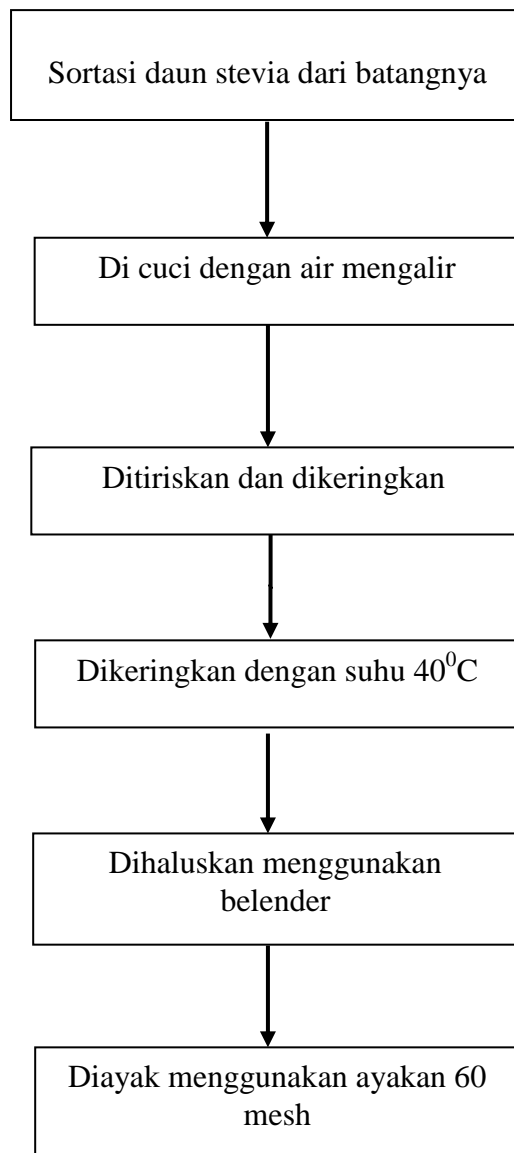 Sortasi daun stevia dari batangnya
Di cuci dengan air mengalir
Ditiriskan dan dikeringkan
Dikeringkan dengan suhu 40⁰C
Dihaluskan menggunakan
belender
Diayak menggunakan ayakan 60
mesh